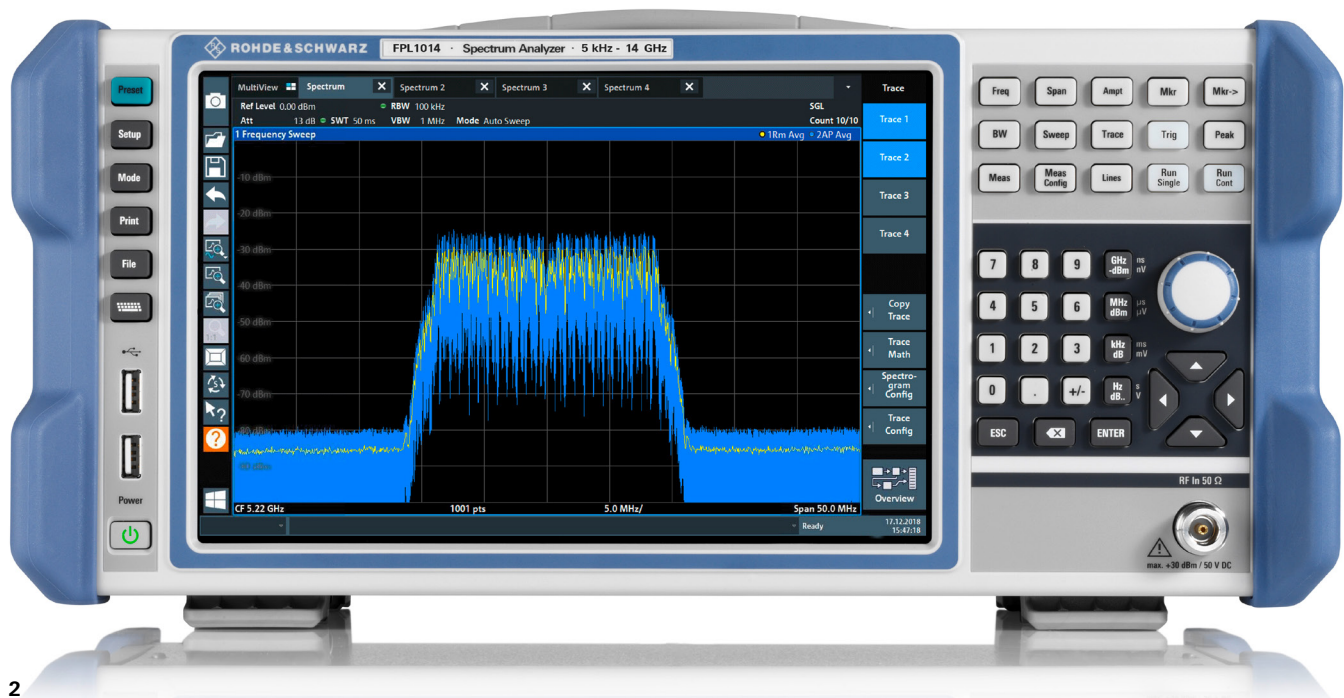 ROHDE & SCHWARZ FPL1014 · Spectrum Analyzer · 5 kHz - 14 GHz
Preset
Setup
Mode
Print
File
Power
MultiView Spectrum Spectrum 2 Spectrum 3 Spectrum 4 Trace
Ref Level 0.00 dBm RBW 100 kHz SGL
Att 13 dB SWT 50 ms VBW 1 MHz Mode Auto Sweep Count 10/10
1 Frequency Sweep 1Rm Avg 2AP Avg
-10 dBm
-20 dBm
-30 dBm
-40 dBm
-50 dBm
-60 dBm
-70 dBm
1:1
CF 5.22 GHz 1001 pts 5.0 MHz/ Span 50.0 MHz
Ready
17.12.2018
15:47:18
Trace 1
Trace 2
Trace 3
Trace 4
Copy
Trace
Trace
Math
Spectro-
gram
Config
Trace
Config
Overview
Freq Span Ampt Mkr Mkr->
BW Sweep Trace Trig Peak
Meas Meas Config Lines Run Single Run Cont
7 8 9 GHz -dBm ns nV
4 5 6 MHz dBm µs µV
1 2 3 kHz dB ms mV
0 . +/- Hz dB.. s V
ESC ENTER
RF In 50 Ω
max. +30 dBm / 50 V DC
2